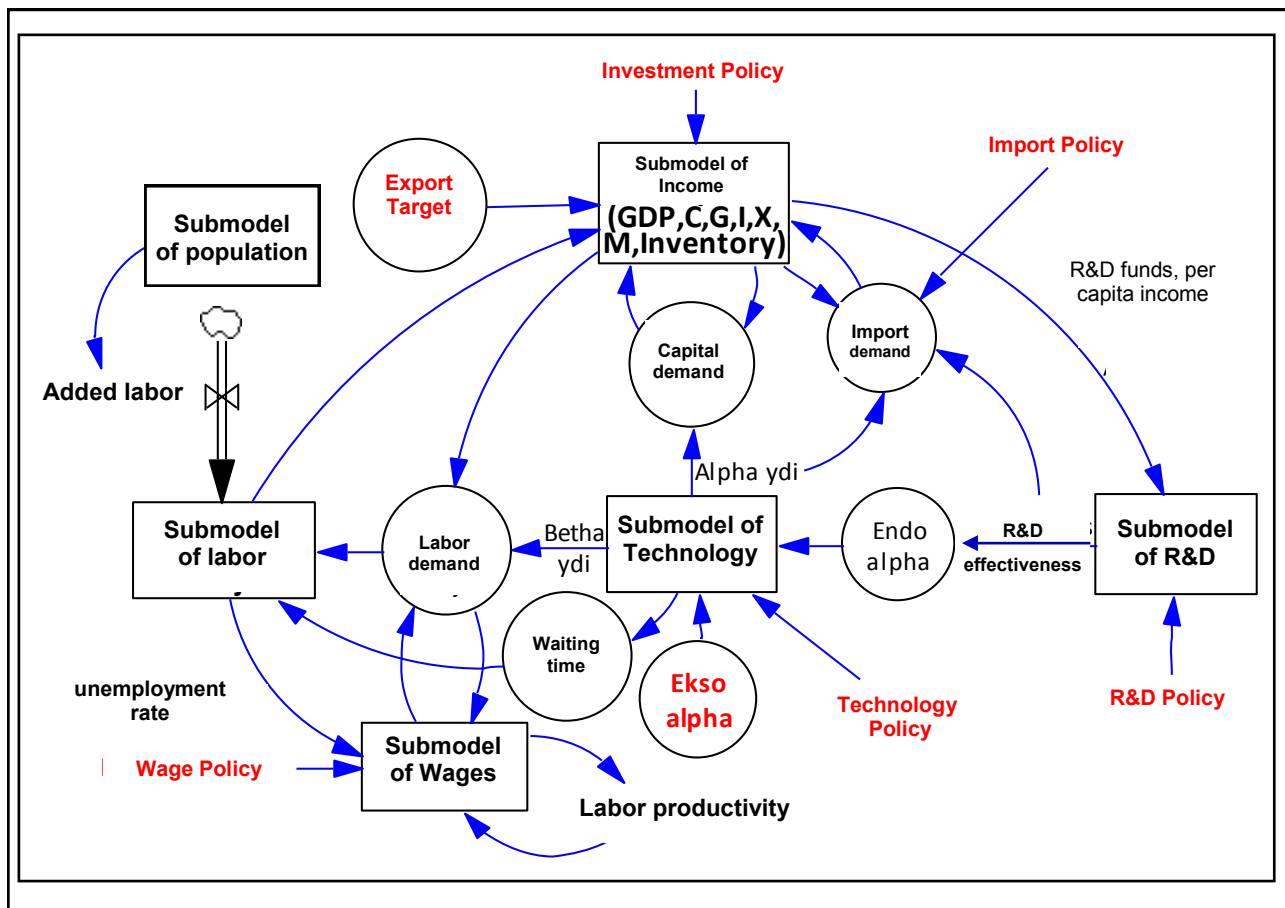 Investment Policy
Import Policy
Export
Target
Submodel of
Income
(GDP,C,G,I,X,
M,Inventory)
Submodel
of population
R&D funds, per
capita income
Import
demand
Capital
demand
Added labor
Alpha ydi
Submodel
of labor
Labor
demand
Betha
ydi
Submodel of
Technology
Endo
alpha
R&D
effectiveness
Submodel
of R&D
Waiting
time
Ekso
alpha
Technology
Policy
R&D Policy
unemployment
rate
Wage Policy
Submodel
of Wages
Labor productivity